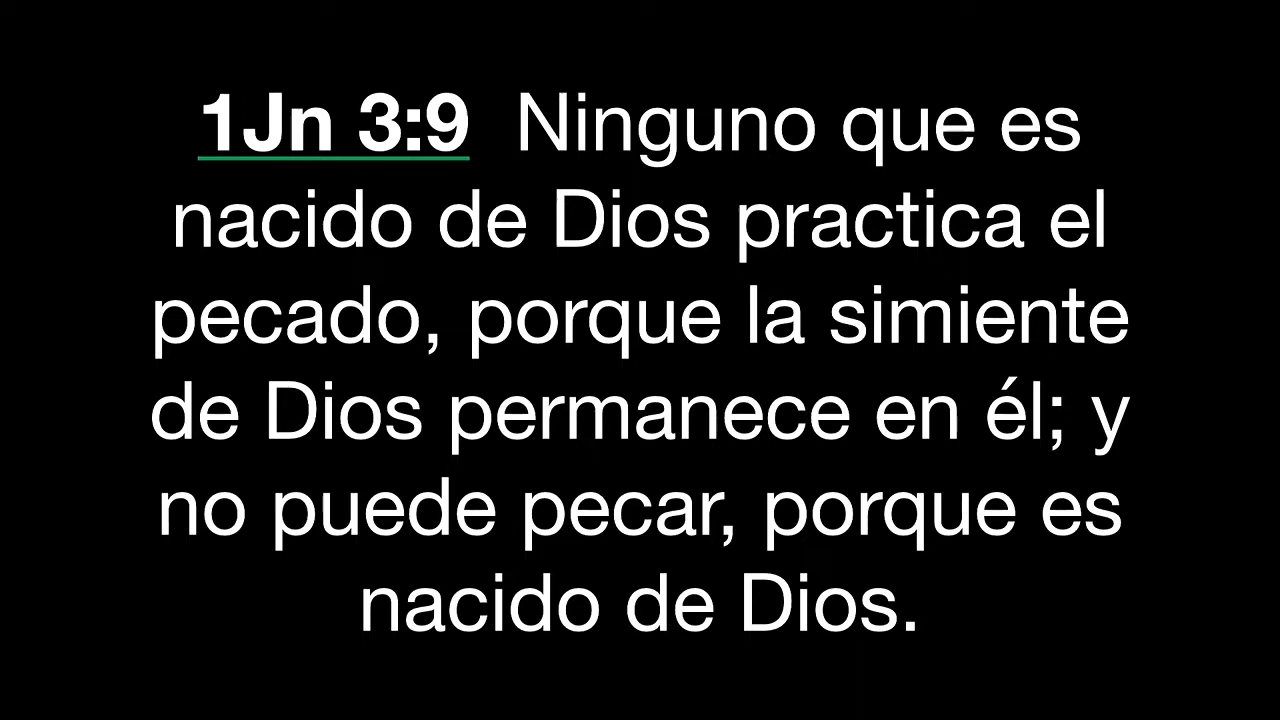 1Jn 3:9 Ninguno que es
nacido de Dios practica el
pecado, porque la simiente
de Dios permanece en él; y
no puede pecar, porque es
nacido de Dios.